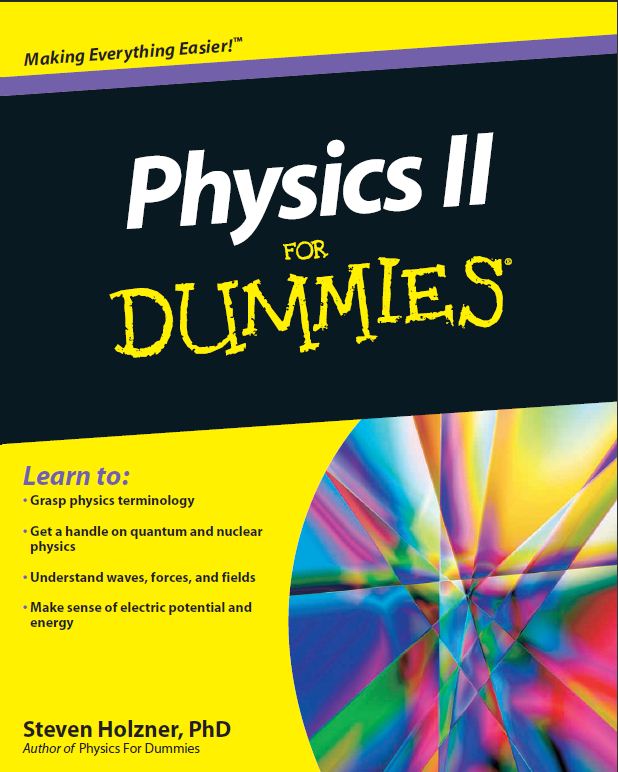 Making Everything Easier!™
Physics II
FOR
DUMMIES®
Learn to:
• Grasp physics terminology
• Get a handle on quantum and nuclear
physics
• Understand waves, forces, and fields
• Make sense of electric potential and
energy
Steven Holzner, PhD
Author of Physics For Dummies